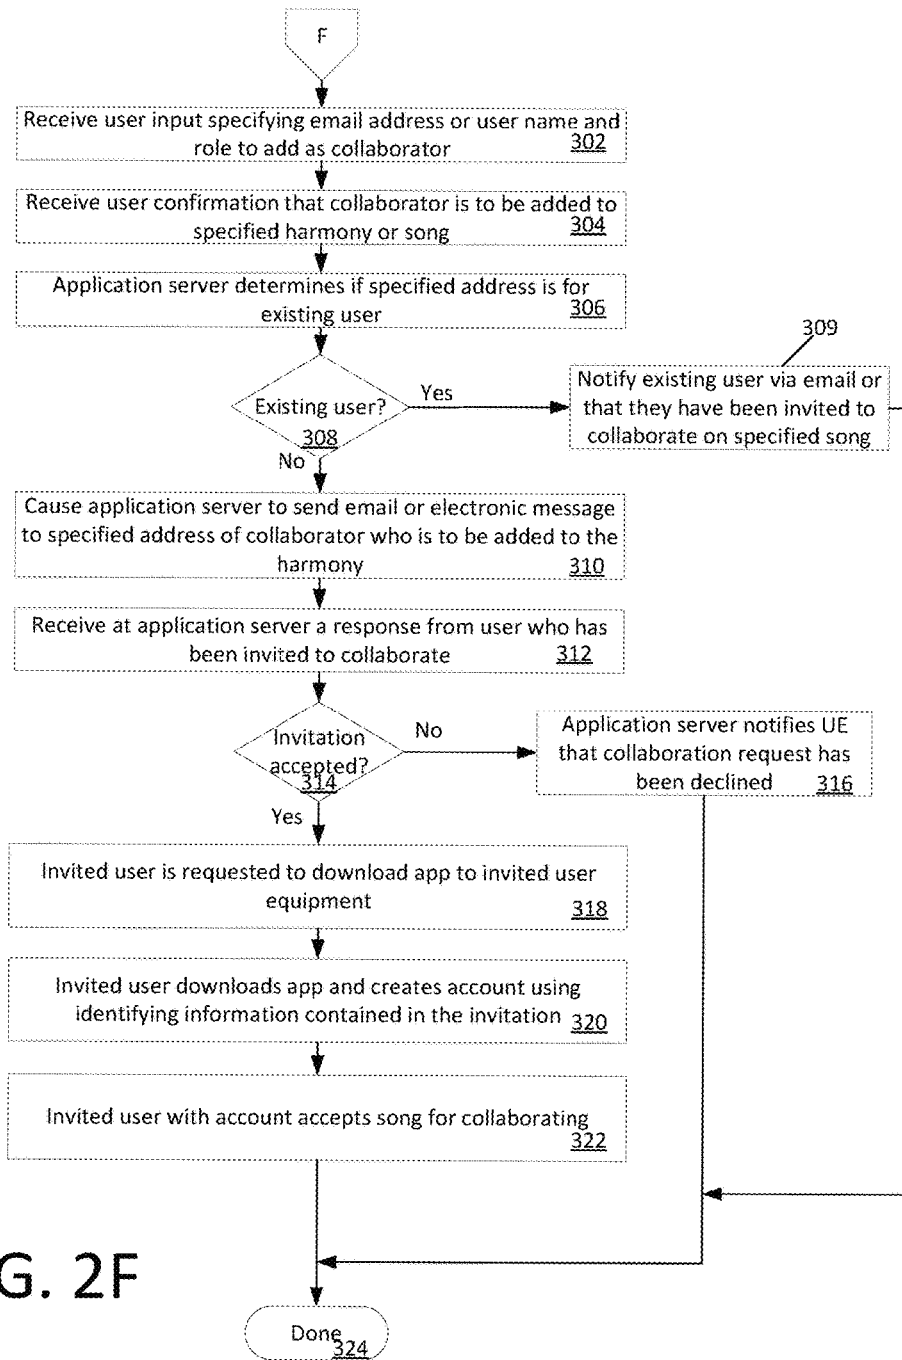 F
Receive user input specifying email address or user name and
role to add as collaborator
302
Receive user confirmation that collaborator is to be added to
specified harmony or song
304
Application server determines if specified address is for
existing user
306
309
Existing user?
308
Yes
No
Notify existing user via email or
that they have been invited to
collaborate on specified song
Cause application server to send email or electronic message
to specified address of collaborator who is to be added to the
harmony
310
Receive at application server a response from user who has
been invited to collaborate
312
Invitation
accepted?
314
No
Yes
Application server notifies UE
that collaboration request has
been declined
316
Invited user is requested to download app to invited user
equipment
318
Invited user downloads app and creates account using
identifying information contained in the invitation
320
Invited user with account accepts song for collaborating
322
G. 2F
Done
324